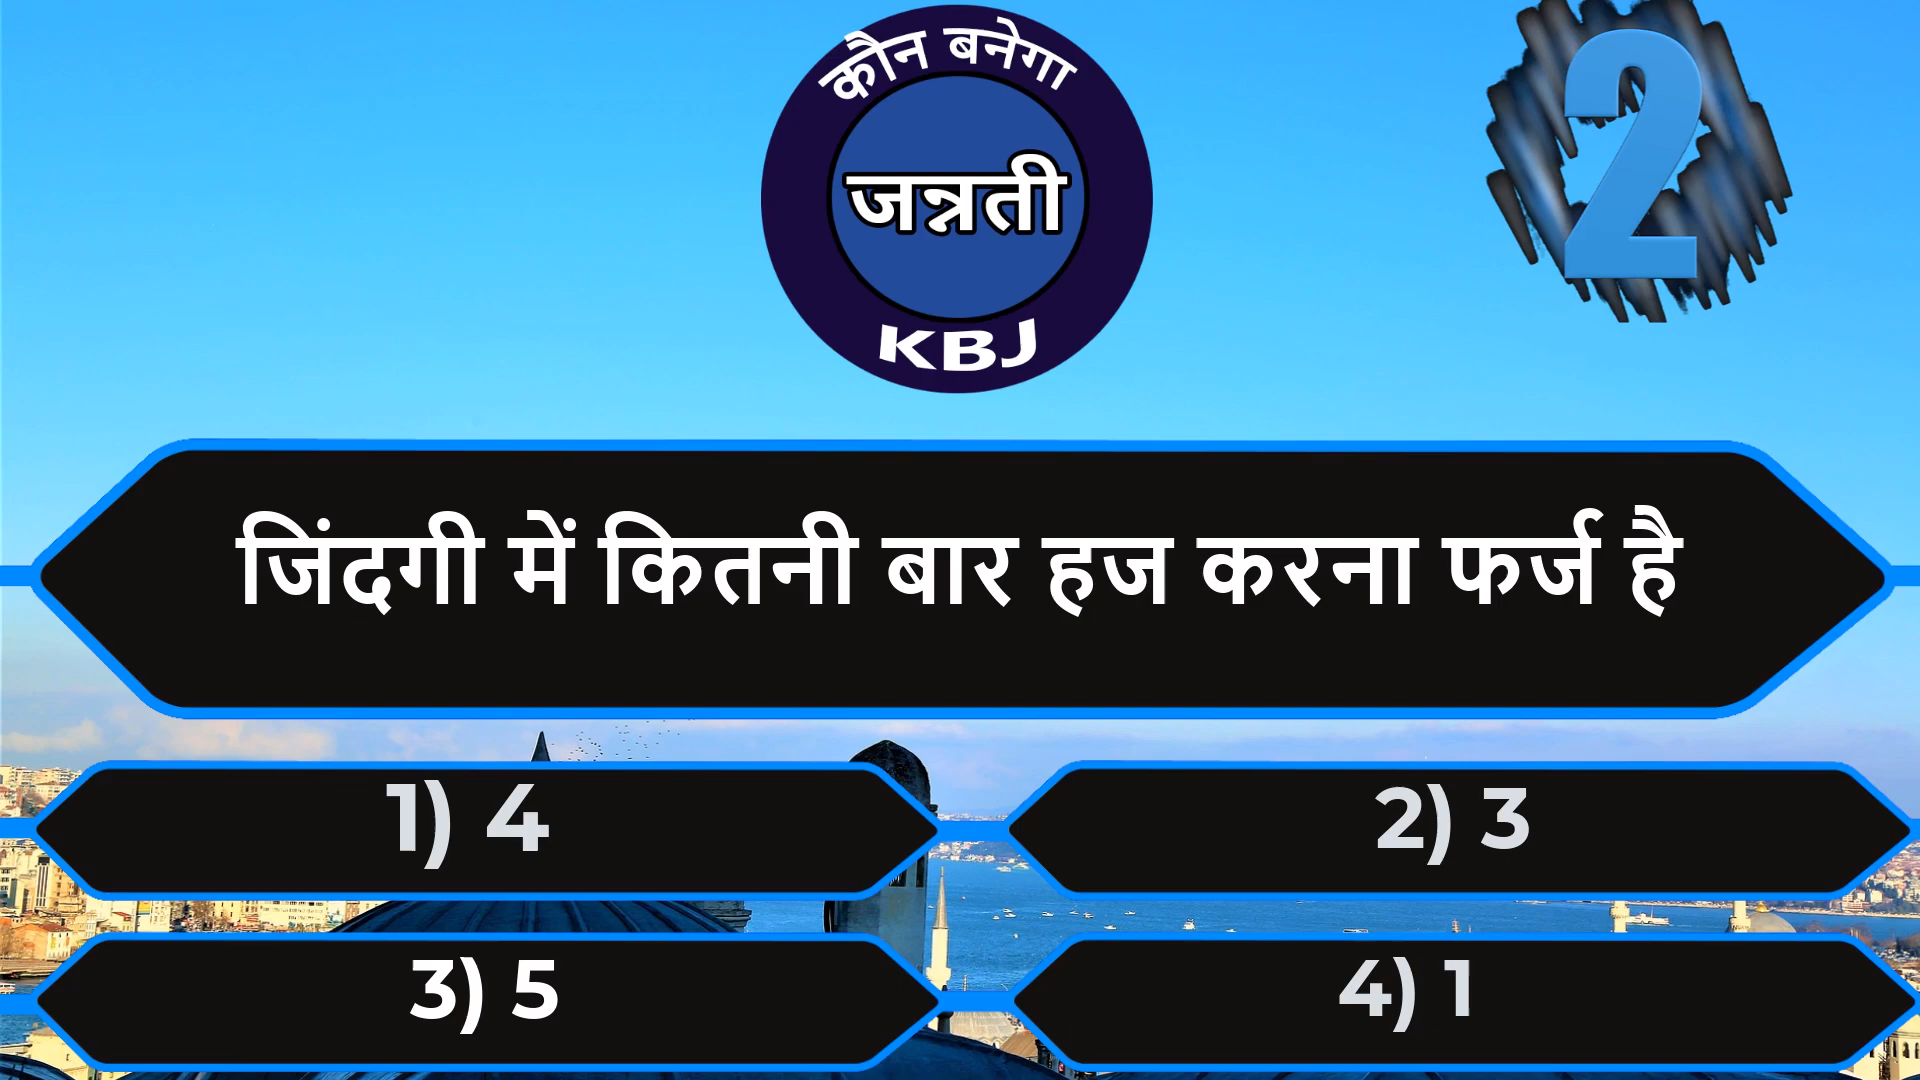 कौन बनेगा
जन्नती
KBJ
2
जिंदगी में कितनी बार हज करना फर्ज है
1) 4
2) 3
3) 5
4) 1